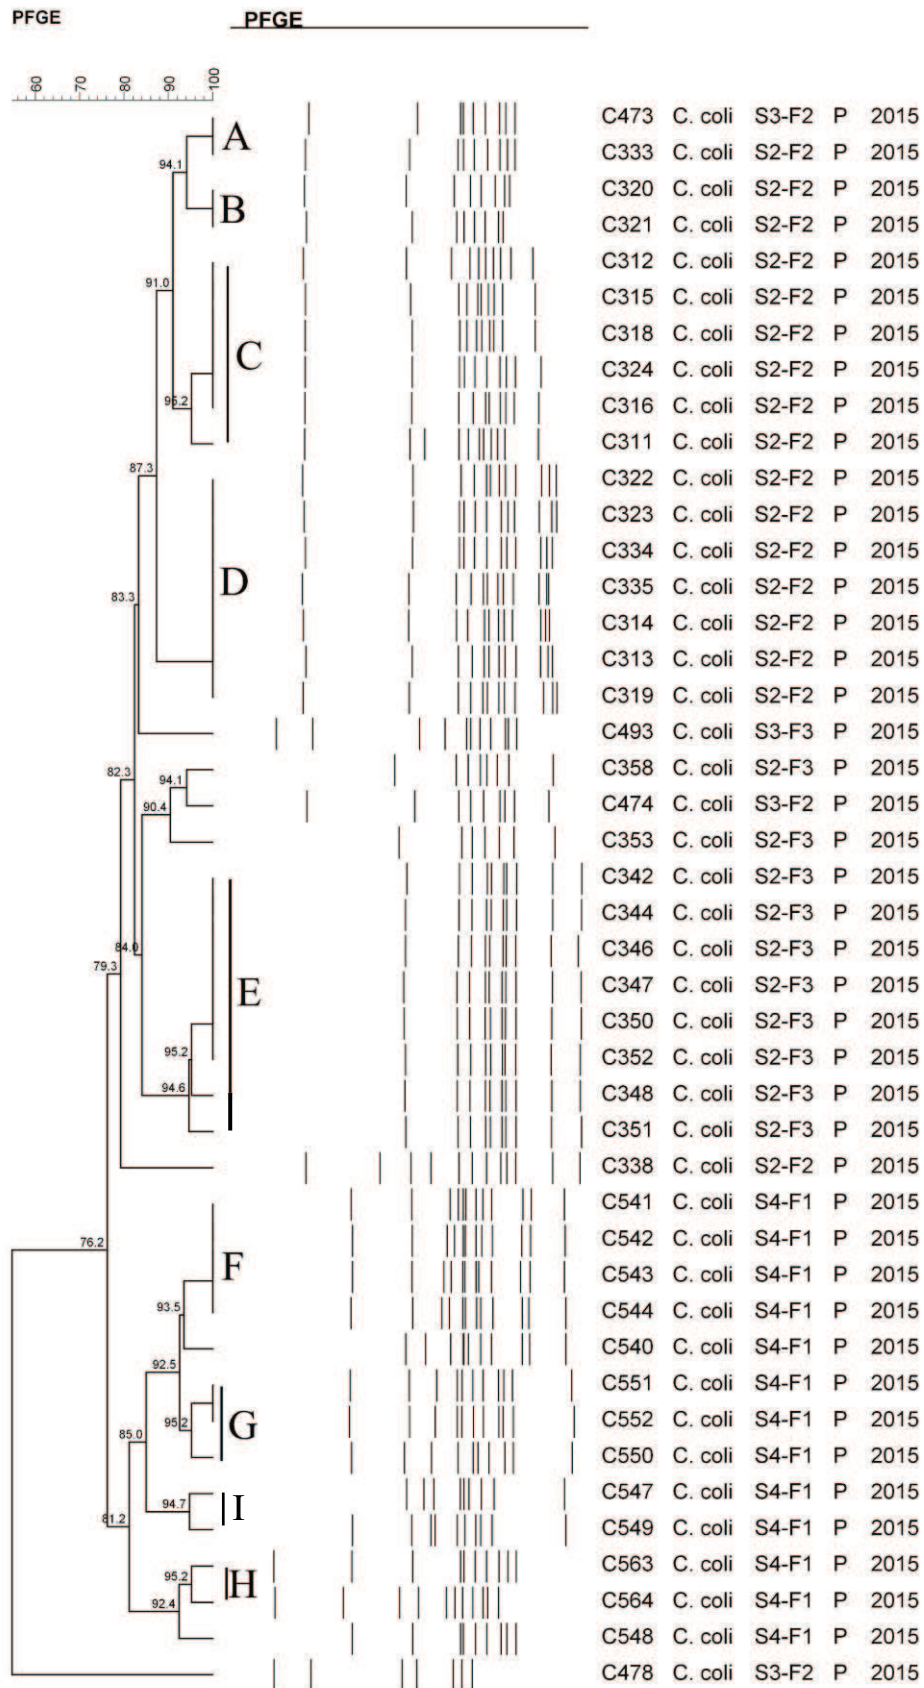 PFGE PFGE
60 70 80 90 100
C473 C. coli S3-F2 P 2015
A
94.1 C333 C. coli S2-F2 P 2015
C320 C. coli S2-F2 P 2015
B
C321 C. coli S2-F2 P 2015
C312 C. coli S2-F2 P 2015
91.0
C315 C. coli S2-F2 P 2015
C318 C. coli S2-F2 P 2015
C
C324 C. coli S2-F2 P 2015
95.2 C316 C. coli S2-F2 P 2015
C311 C. coli S2-F2 P 2015
87.3 C322 C. coli S2-F2 P 2015
C323 C. coli S2-F2 P 2015
C334 C. coli S2-F2 P 2015
D
83.3 C335 C. coli S2-F2 P 2015
C314 C. coli S2-F2 P 2015
C313 C. coli S2-F2 P 2015
C319 C. coli S2-F2 P 2015
C493 C. coli S3-F3 P 2015
82.3 94.1 C358 C. coli S2-F3 P 2015
90.4 C474 C. coli S3-F2 P 2015
C353 C. coli S2-F3 P 2015
C342 C. coli S2-F3 P 2015
C344 C. coli S2-F3 P 2015
84.0 C346 C. coli S2-F3 P 2015
79.3
E
C347 C. coli S2-F3 P 2015
C350 C. coli S2-F3 P 2015
95.2 C352 C. coli S2-F3 P 2015
94.6 C348 C. coli S2-F3 P 2015
C351 C. coli S2-F3 P 2015
C338 C. coli S2-F2 P 2015
C541 C. coli S4-F1 P 2015
76.2 C542 C. coli S4-F1 P 2015
F
C543 C. coli S4-F1 P 2015
93.5 C544 C. coli S4-F1 P 2015
C540 C. coli S4-F1 P 2015
92.5
C551 C. coli S4-F1 P 2015
95.2 G C552 C. coli S4-F1 P 2015
85.0
C550 C. coli S4-F1 P 2015
C547 C. coli S4-F1 P 2015
94.7 I
81.2 C549 C. coli S4-F1 P 2015
C563 C. coli S4-F1 P 2015
95.2 H
92.4 C564 C. coli S4-F1 P 2015
C548 C. coli S4-F1 P 2015
C478 C. coli S3-F2 P 2015